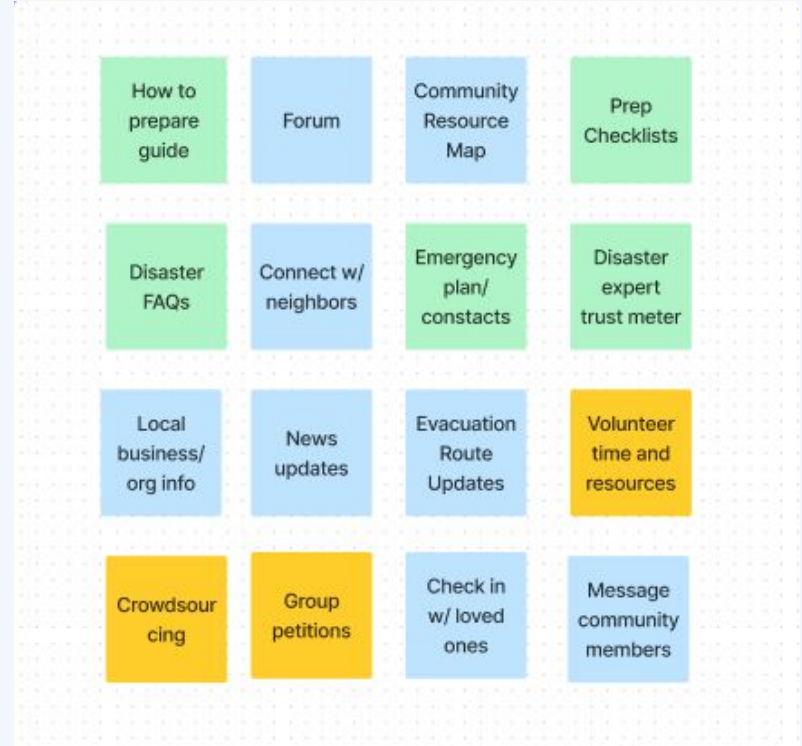 How to
prepare
guide
Forum
Community
Resource
Map
Prep
Checklists
Disaster
FAQs
Connect w/
neighbors
Emergency
plan/
constacts
Disaster
expert
trust meter
Local
business/
org info
News
updates
Evacuation
Route
Updates
Volunteer
time and
resources
Crowdsour
cing
Group
petitions
Check in
w/ loved
ones
Message
community
members